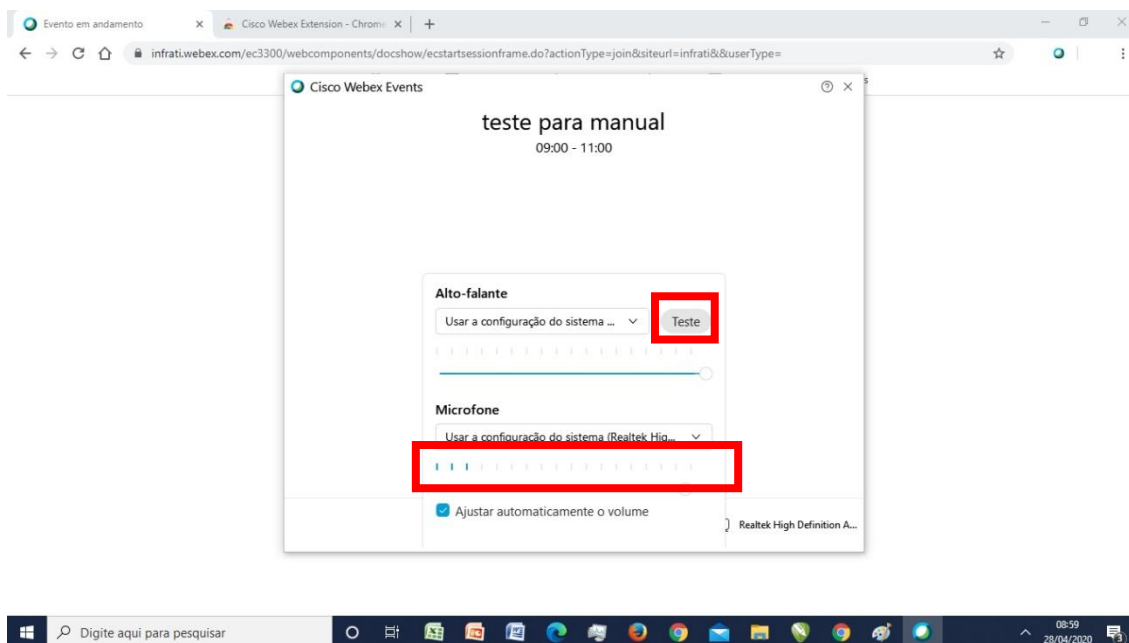 Evento em andamento
Cisco Webex Extension - Chrom
infrati.webex.com/ec3300/webcomponents/docshow/ecstartsessionframe.do?actionType=join&siteurl=infrati&&userType=
Cisco Webex Events
teste para manual
09:00 - 11:00
Alto-falante
Usar a configuração do sistema ... Teste
Microfone
Usar a configuração do sistema (Realtek Hig...
Ajustar automaticamente o volume
Realtek High Definition A...
Digite aqui para pesquisar
08:59
28/04/2020